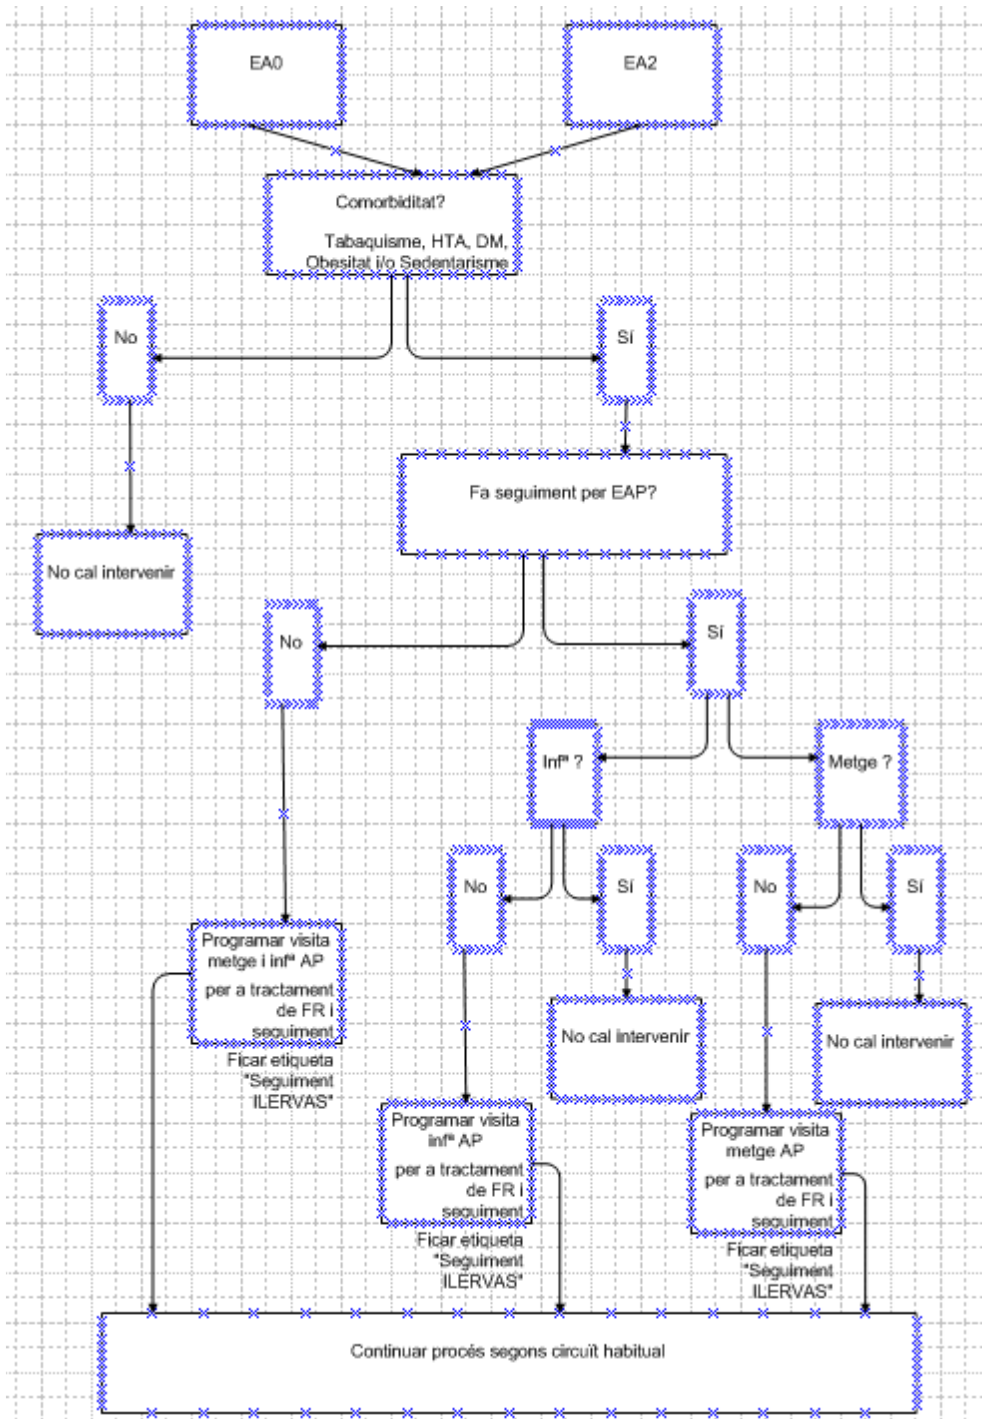 EA0
EA2
Comorbiditat?
Tabaquisme, HTA, DM,
Obesitat i/o Sedentarisme
No
Sí
Fa seguiment per EAP?
No cal intervenir
No
Sí
Infª ?
Metge ?
No
Sí
No
Sí
Programar visita
metge i infª AP
per a tractament
de FR i
seguiment
Ficar etiqueta
"Seguiment
ILERVAS"
No cal intervenir
No cal intervenir
Programar visita
infª AP
per a tractament
de FR i
seguiment
Ficar etiqueta
"Seguiment
ILERVAS"
Programar visita
metge AP
per a tractament
de FR i
seguiment
Ficar etiqueta
"Seguiment
ILERVAS"
Continuar procés segons circuït habitual